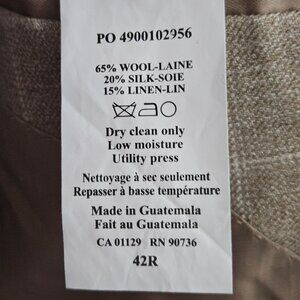 PO 4900102956
65% WOOL-LAINE
20% SILK-SOIE
15% LINEN-LIN
Dry clean only
Low moisture
Utility press
Nettoyage à sec seulement
Repasser à basse température
Made in Guatemala
Fait au Guatemala
CA 01129 RN 90736
42R